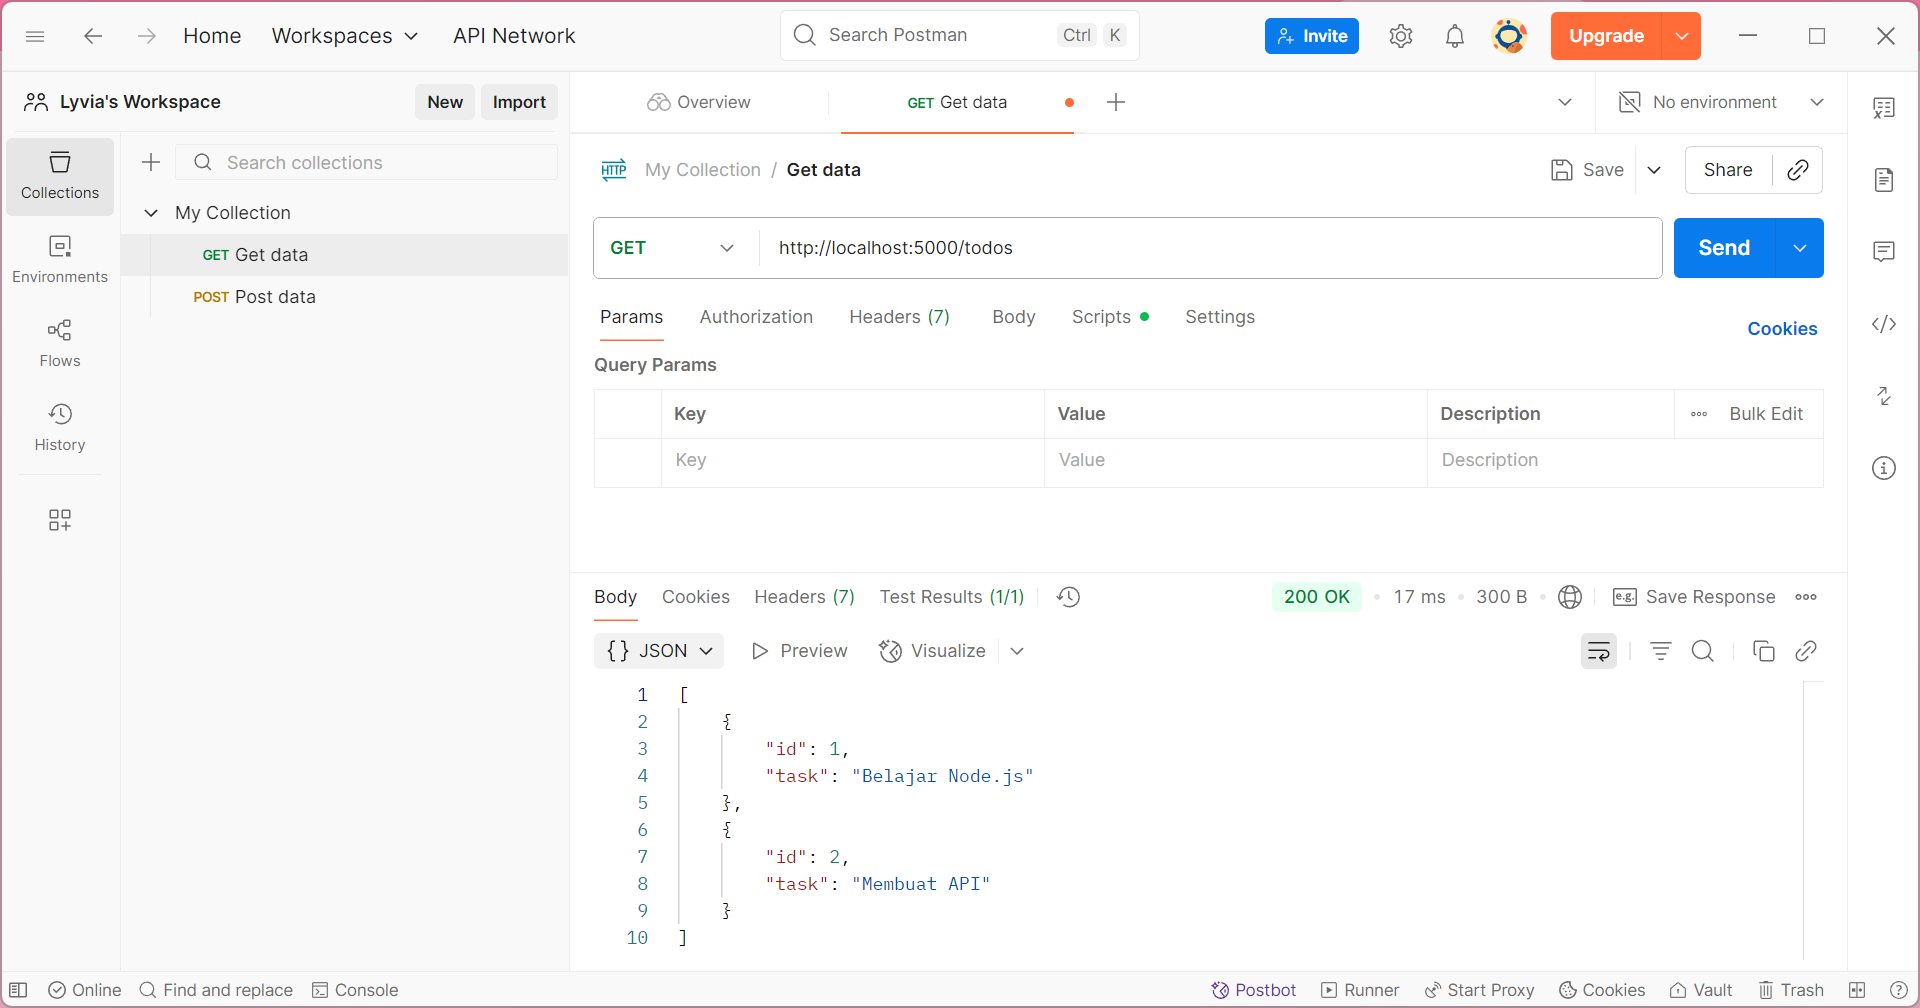 Home Workspaces API Network Search Postman Ctrl K Invite Upgrade
Lyvia's Workspace New Import Overview GET Get data No environment
Collections
Search collections
My Collection
GET Get data
POST Post data
Environments
Flows
History
HTTP My Collection / Get data Save Share
GET http://localhost:5000/todos Send
Params Authorization Headers (7) Body Scripts Settings Cookies
Query Params
Key Value Description Bulk Edit
Key Value Description
Body Cookies Headers (7) Test Results (1/1) 200 OK 17 ms 300 B e.g. Save Response
{} JSON Preview Visualize
1 [
2 {
3 "id": 1,
4 "task": "Belajar Node.js"
5 },
6 {
7 "id": 2,
8 "task": "Membuat API"
9 }
10 ]
Online Find and replace Console Postbot Runner Start Proxy Cookies Vault Trash